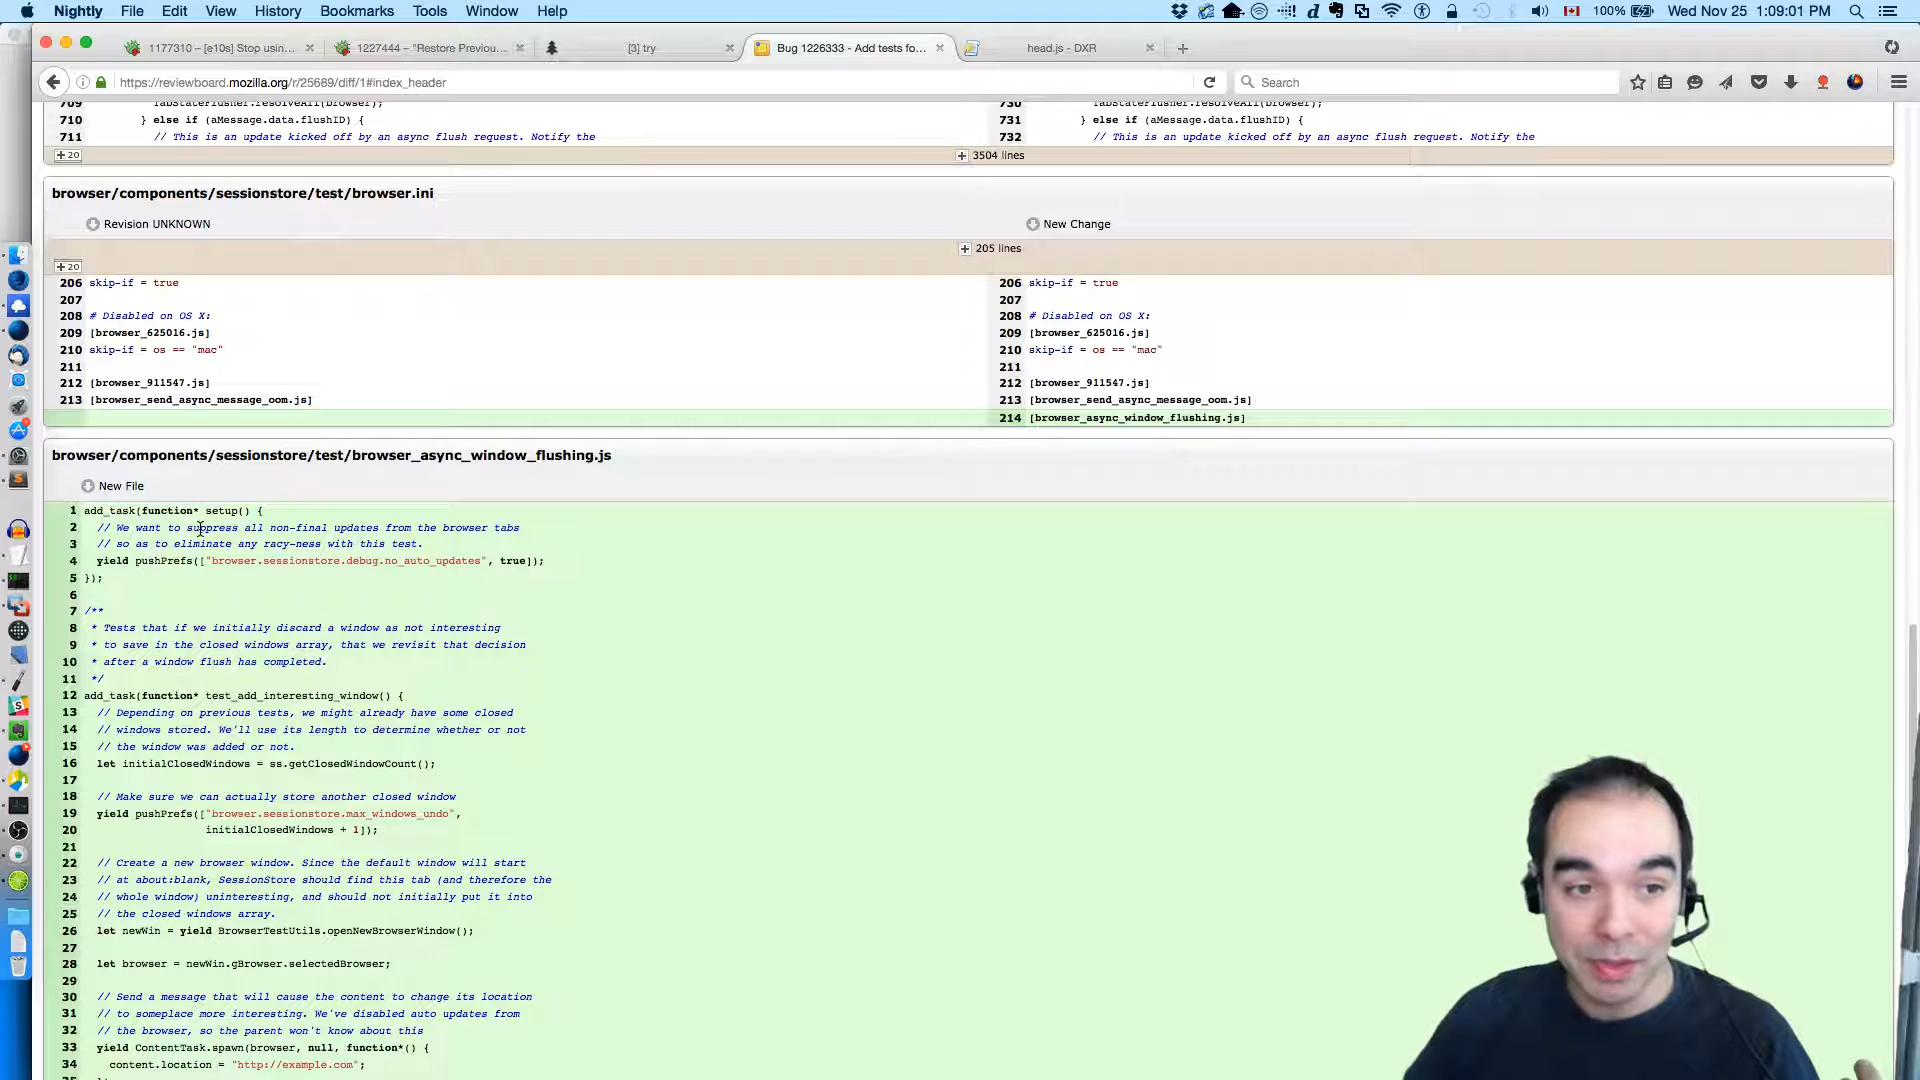 Nightly File Edit View History Bookmarks Tools Window Help 100% Wed Nov 25 1:09:01 PM
1177310 – [e10s] Stop usin... 1227444 – "Restore Previou... [3] try Bug 1226333 - Add tests fo... head.js - DXR
https://reviewboard.mozilla.org/r/25689/diff/1#index_header Search
709 TabStateFlusher.resolveAll(browser); 730 TabStateFlusher.resolveAll(browser);
710 } else if (aMessage.data.flushID) { 731 } else if (aMessage.data.flushID) {
711 // This is an update kicked off by an async flush request. Notify the 732 // This is an update kicked off by an async flush request. Notify the
+20 + 3504 lines
browser/components/sessionstore/test/browser.ini
Revision UNKNOWN New Change
+ 205 lines
+20
206 skip-if = true 206 skip-if = true
207 207
208 # Disabled on OS X: 208 # Disabled on OS X:
209 [browser_625016.js] 209 [browser_625016.js]
210 skip-if = os == "mac" 210 skip-if = os == "mac"
211 211
212 [browser_911547.js] 212 [browser_911547.js]
213 [browser_send_async_message_oom.js] 213 [browser_send_async_message_oom.js]
214 [browser_async_window_flushing.js]
browser/components/sessionstore/test/browser_async_window_flushing.js
New File
1 add_task(function* setup() {
2 // We want to suppress all non-final updates from the browser tabs
3 // so as to eliminate any racy-ness with this test.
4 yield pushPrefs(["browser.sessionstore.debug.no_auto_updates", true]);
5 });
6
7 /**
8 * Tests that if we initially discard a window as not interesting
9 * to save in the closed windows array, that we revisit that decision
10 * after a window flush has completed.
11 */
12 add_task(function* test_add_interesting_window() {
13 // Depending on previous tests, we might already have some closed
14 // windows stored. We'll use its length to determine whether or not
15 // the window was added or not.
16 let initialClosedWindows = ss.getClosedWindowCount();
17
18 // Make sure we can actually store another closed window
19 yield pushPrefs(["browser.sessionstore.max_windows_undo",
20 initialClosedWindows + 1]);
21
22 // Create a new browser window. Since the default window will start
23 // at about:blank, SessionStore should find this tab (and therefore the
24 // whole window) uninteresting, and should not initially put it into
25 // the closed windows array.
26 let newWin = yield BrowserTestUtils.openNewBrowserWindow();
27
28 let browser = newWin.gBrowser.selectedBrowser;
29
30 // Send a message that will cause the content to change its location
31 // to someplace more interesting. We've disabled auto updates from
32 // the browser, so the parent won't know about this
33 yield ContentTask.spawn(browser, null, function*() {
34 content.location = "http://example.com";